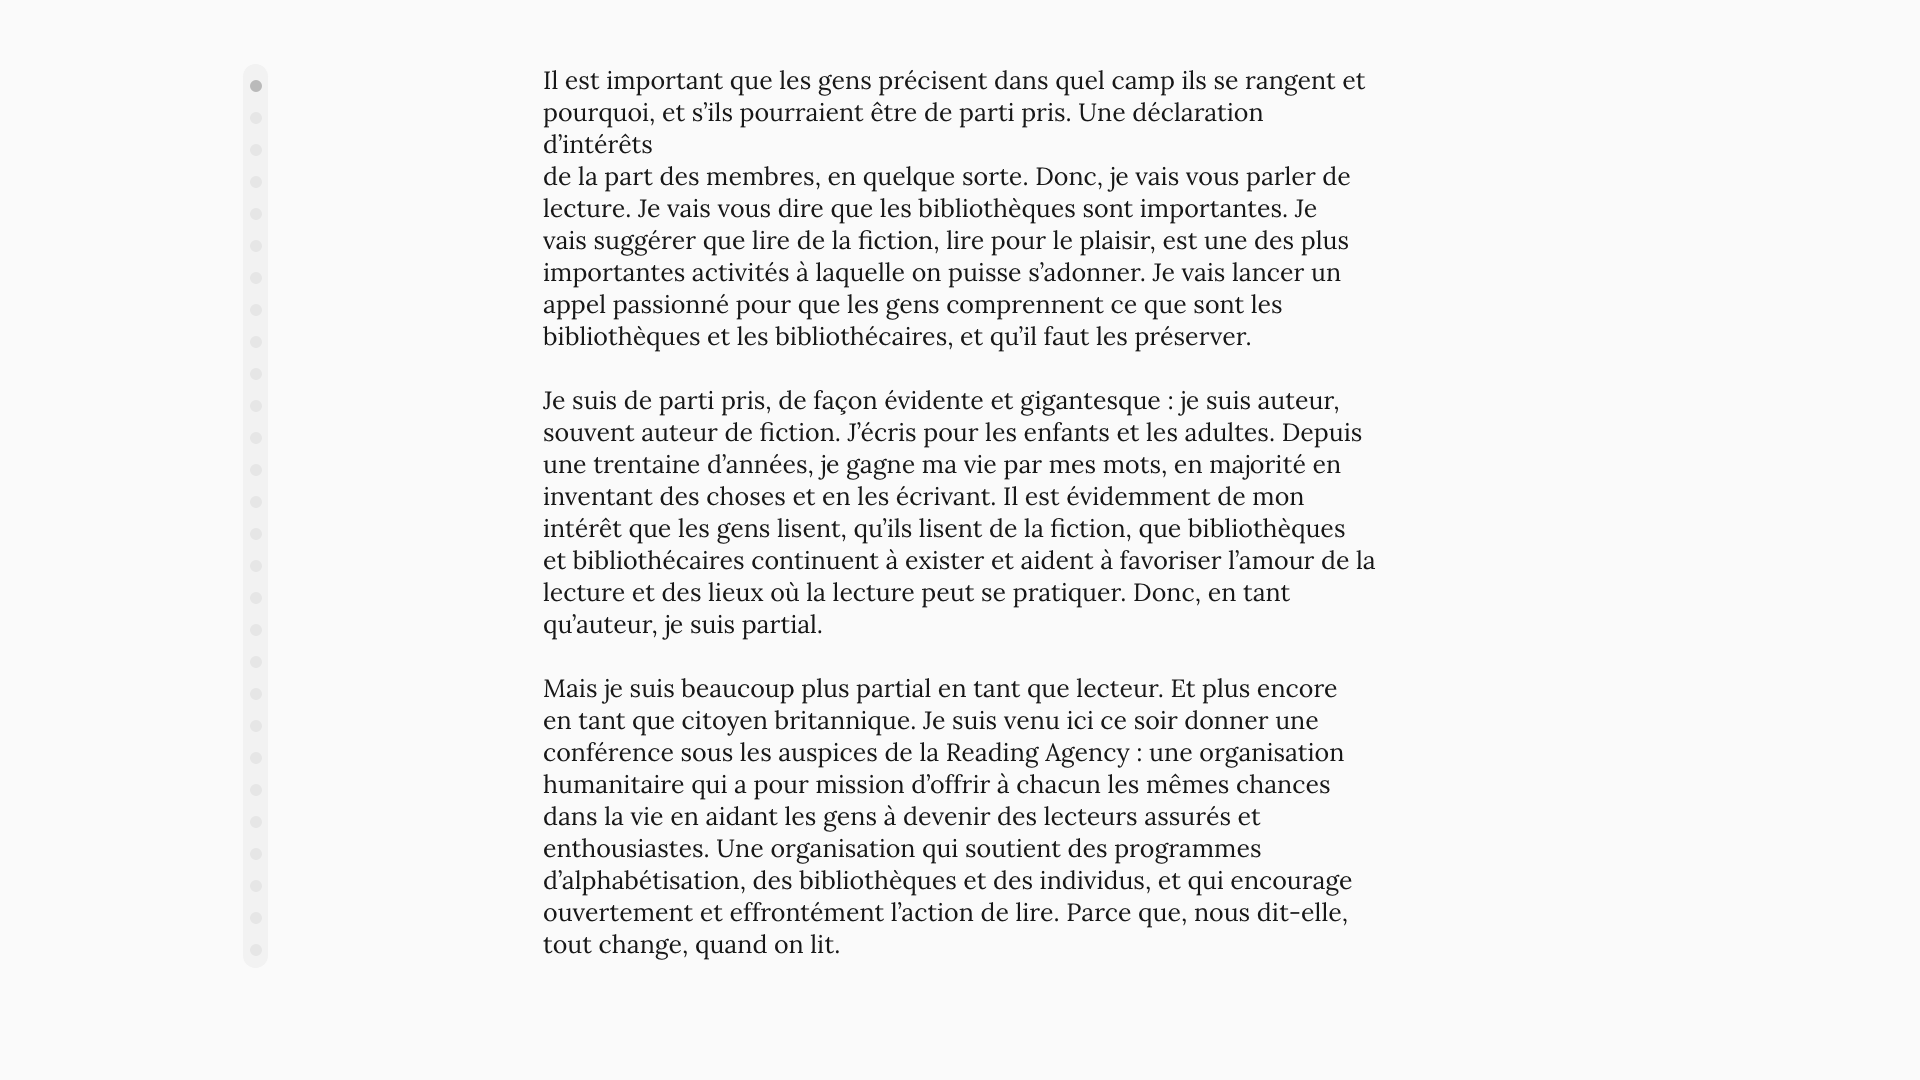 Il est important que les gens précisent dans quel camp ils se rangent et
pourquoi, et s’ils pourraient être de parti pris. Une déclaration
d’intérêts
de la part des membres, en quelque sorte. Donc, je vais vous parler de
lecture. Je vais vous dire que les bibliothèques sont importantes. Je
vais suggérer que lire de la fiction, lire pour le plaisir, est une des plus
importantes activités à laquelle on puisse s’adonner. Je vais lancer un
appel passionné pour que les gens comprennent ce que sont les
bibliothèques et les bibliothécaires, et qu’il faut les préserver.

Je suis de parti pris, de façon évidente et gigantesque : je suis auteur,
souvent auteur de fiction. J’écris pour les enfants et les adultes. Depuis
une trentaine d’années, je gagne ma vie par mes mots, en majorité en
inventant des choses et en les écrivant. Il est évidemment de mon
intérêt que les gens lisent, qu’ils lisent de la fiction, que bibliothèques
et bibliothécaires continuent à exister et aident à favoriser l’amour de la
lecture et des lieux où la lecture peut se pratiquer. Donc, en tant
qu’auteur, je suis partial.

Mais je suis beaucoup plus partial en tant que lecteur. Et plus encore
en tant que citoyen britannique. Je suis venu ici ce soir donner une
conférence sous les auspices de la Reading Agency : une organisation
humanitaire qui a pour mission d’offrir à chacun les mêmes chances
dans la vie en aidant les gens à devenir des lecteurs assurés et
enthousiastes. Une organisation qui soutient des programmes
d’alphabétisation, des bibliothèques et des individus, et qui encourage
ouvertement et effrontément l’action de lire. Parce que, nous dit-elle,
tout change, quand on lit.